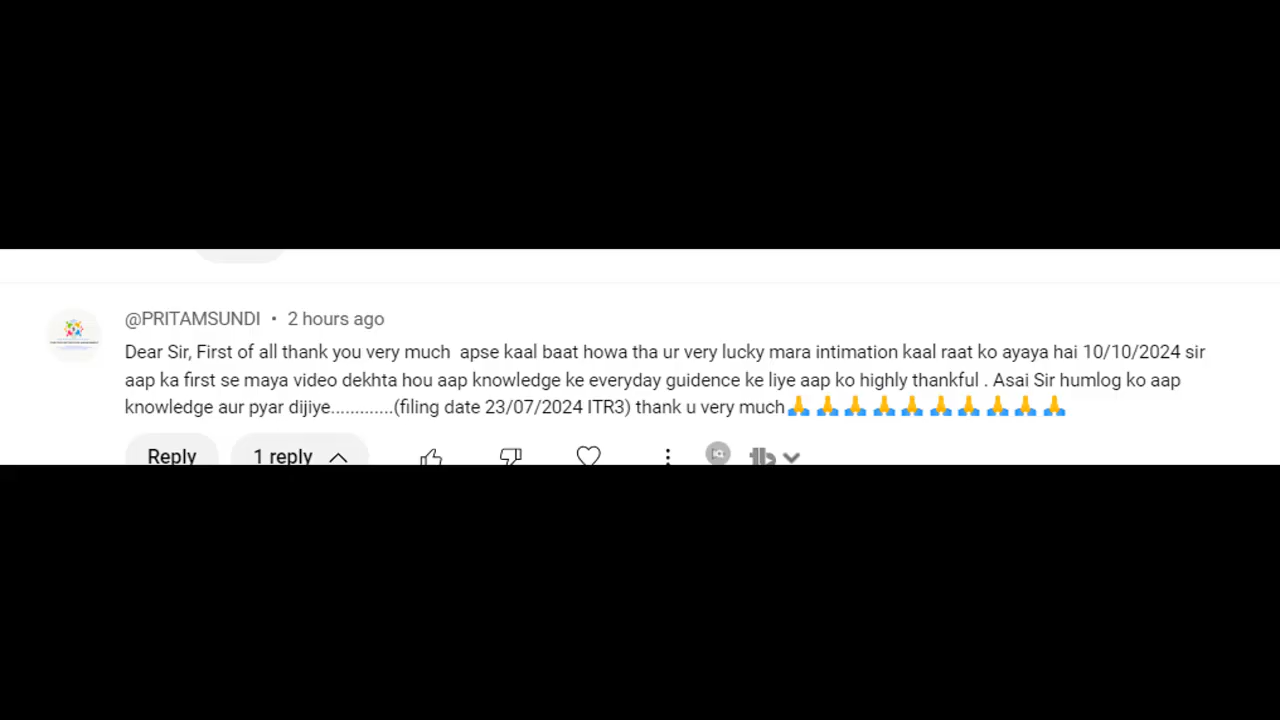 @PRITAMSUNDI • 2 hours ago
Dear Sir, First of all thank you very much apse kaal baat howa tha ur very lucky mara intimation kaal raat ko ayaya hai 10/10/2024 sir
aap ka first se maya video dekhta hou aap knowledge ke everyday guidence ke liye aap ko highly thankful . Asai Sir humlog ko aap
knowledge aur pyar dijiye.............(filing date 23/07/2024 ITR3) thank u very much🙏🙏🙏🙏🙏🙏🙏🙏🙏🙏
Reply 1 reply